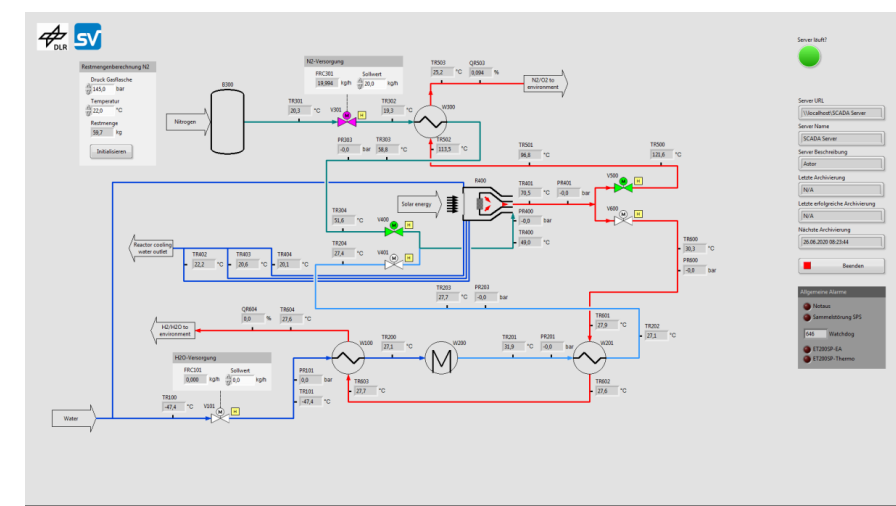 DLR
SV
Restmengenberechnung N2
Druck Gasflasche
145,0 bar
Temperatur
22,0 °C
Restmenge
59,7 kg
Initialisieren
B300
Nitrogen
N2-Versorgung
FRC301 Sollwert
19,994 kg/h 20,0 kg/h
TR301
20,3 °C
V301
M
H
TR302
19,3 °C
W300
TR503
25,2 °C
QR503
0,094 %
N2/O2 to
environment
PR303
-0,0 bar
TR303
59,8 °C
TR502
113,5 °C
TR501
96,8 °C
TR500
121,6 °C
Solar energy
R400
TR401
70,5 °C
PR401
-0,0 bar
V500
M
H
V600
M
H
PR400
-0,0 bar
TR400
49,0 °C
TR304
51,6 °C
V400
M
H
TR204
27,4 °C
V401
M
H
Reactor cooling
water outlet
TR402
22,2 °C
TR403
20,6 °C
TR404
20,1 °C
TR600
30,3 °C
PR600
-0,0 bar
TR203
27,7 °C
PR203
-0,0 bar
QR604
0,0 %
TR604
27,6 °C
H2/H2O to
environment
W100
TR200
27,1 °C
W200
M
TR201
31,9 °C
PR201
-0,0 bar
TR601
27,9 °C
W201
TR202
27,1 °C
H2O-Versorgung
FRC101 Sollwert
0,000 kg/h 0,0 kg/h
PR101
0,0 bar
TR101
-47,4 °C
TR603
27,7 °C
TR602
27,6 °C
TR100
-47,4 °C
V101
M
H
Water
Server läuft?
Server URL
\\localhost\SCADA Server
Server Name
SCADA Server
Server Beschreibung
Astor
Letzte Archivierung
N/A
Letzte erfolgreiche Archivierung
N/A
Nächste Archivierung
26.06.2020 08:23:44
Beenden
Allgemeine Alarme
Notaus
Sammelstörung SPS
646 Watchdog
ET200SP-EA
ET200SP-Thermo